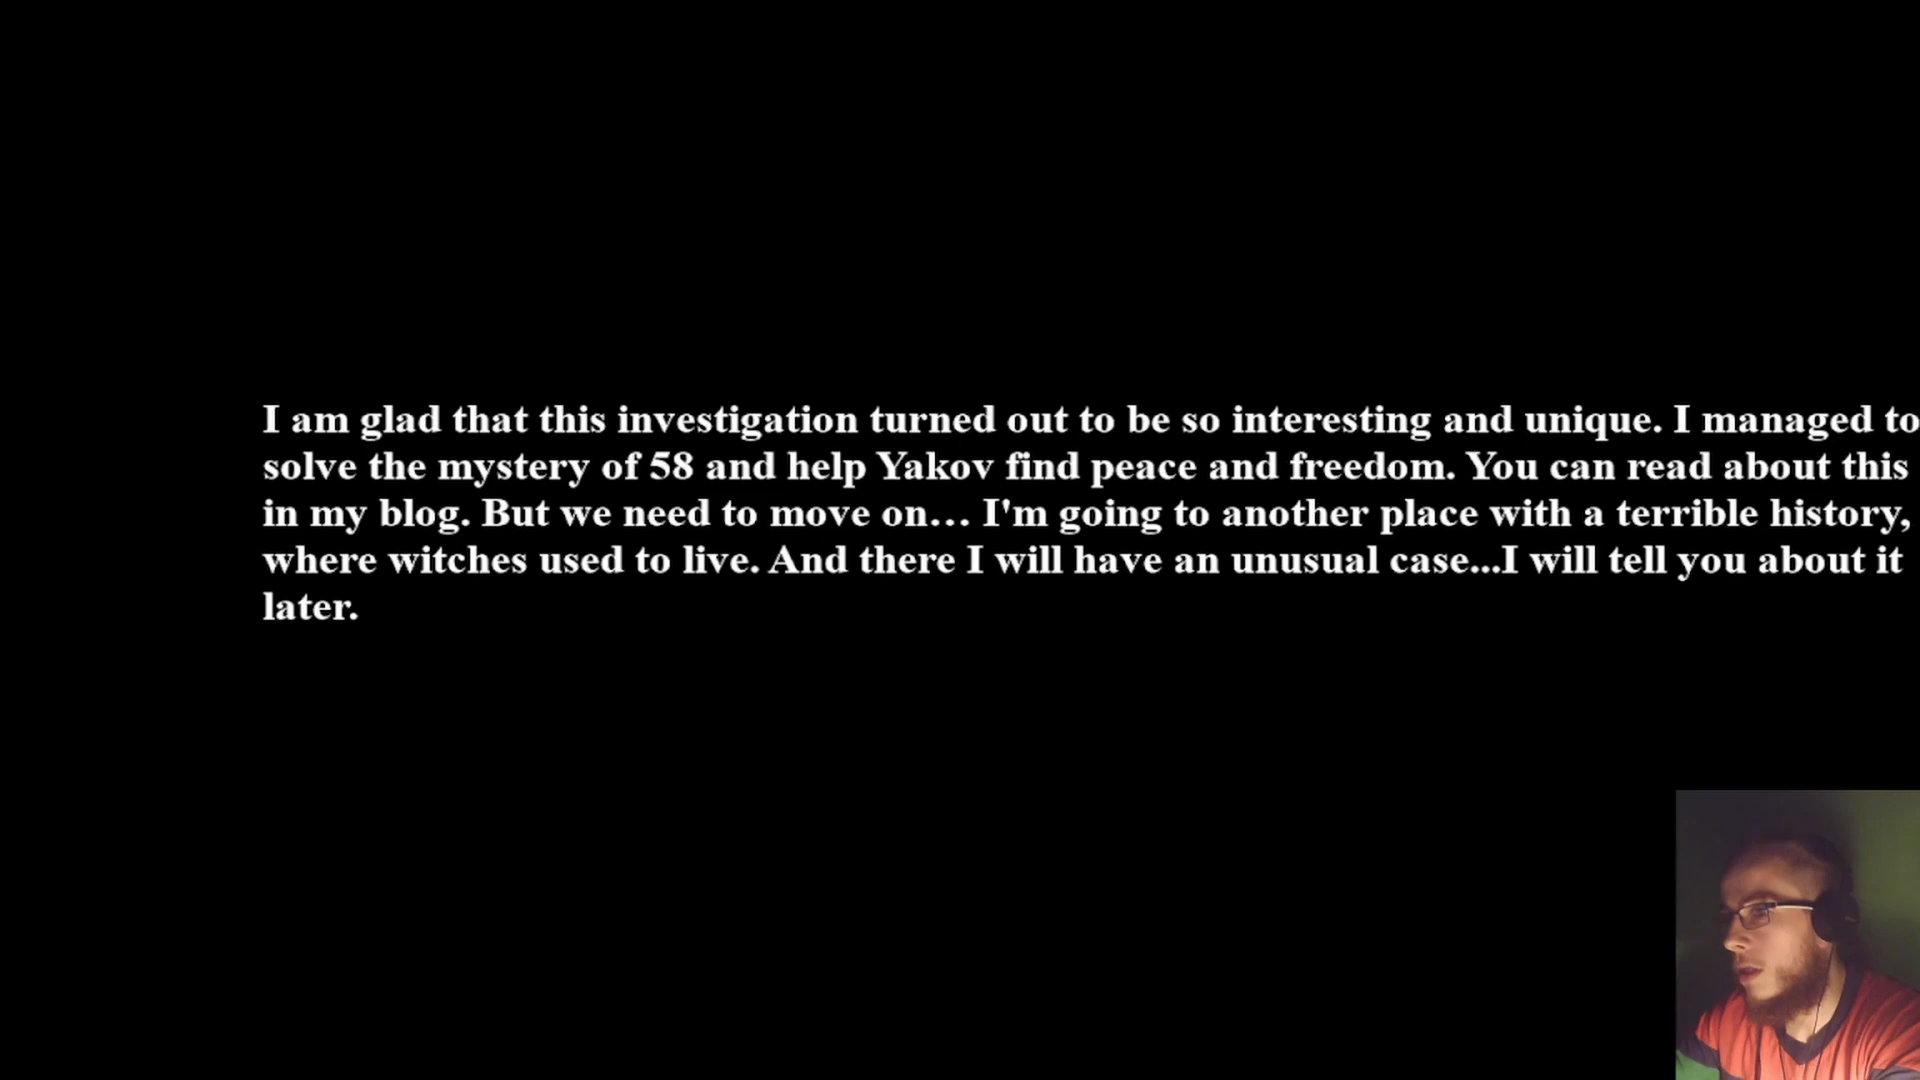 I am glad that this investigation turned out to be so interesting and unique. I managed to
solve the mystery of 58 and help Yakov find peace and freedom. You can read about this
in my blog. But we need to move on… I'm going to another place with a terrible history,
where witches used to live. And there I will have an unusual case...I will tell you about it
later.